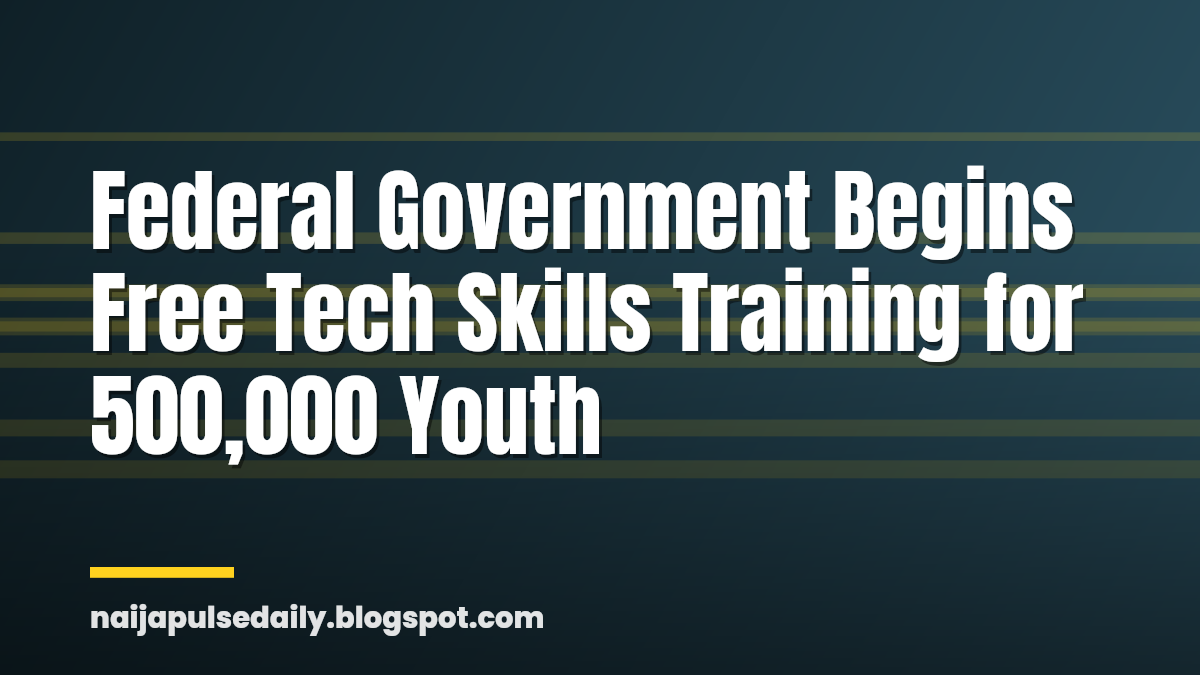 Federal Government Begins
Free Tech Skills Training for
500,000 Youth
naijapulsedaily.blogspot.com